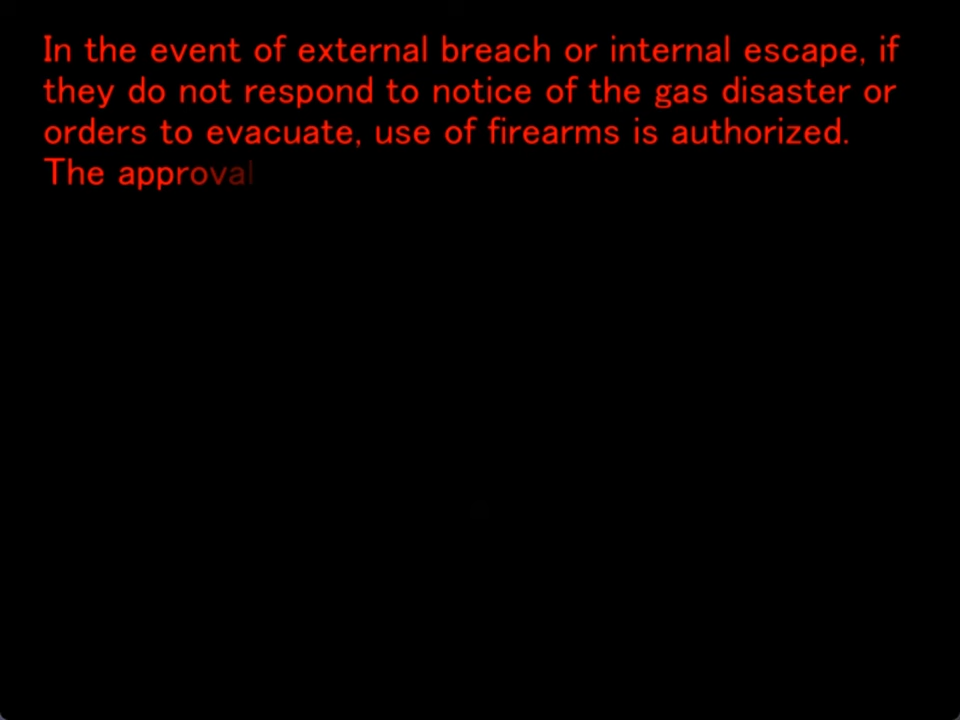 In the event of external breach or internal escape, if
they do not respond to notice of the gas disaster or
orders to evacuate, use of firearms is authorized.
The approval